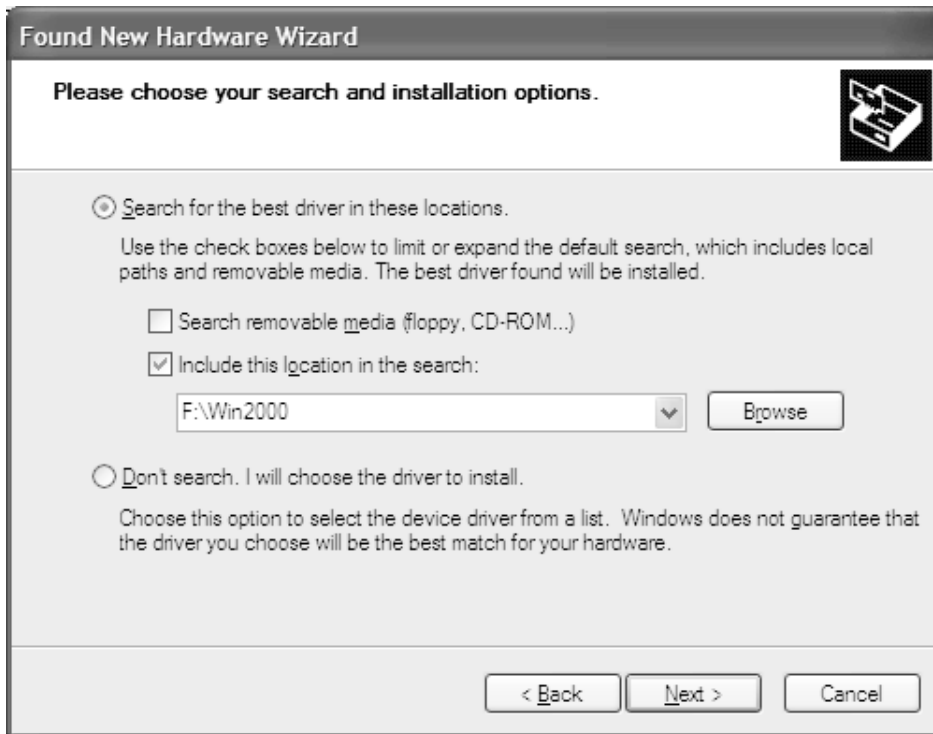 Found New Hardware Wizard
Please choose your search and installation options.
Search for the best driver in these locations.
Use the check boxes below to limit or expand the default search, which includes local
paths and removable media. The best driver found will be installed.
Search removable media (floppy, CD-ROM...)
Include this location in the search:
F:\Win2000
Browse
Don't search. I will choose the driver to install.
Choose this option to select the device driver from a list.  Windows does not guarantee that
the driver you choose will be the best match for your hardware.
< Back Next > Cancel